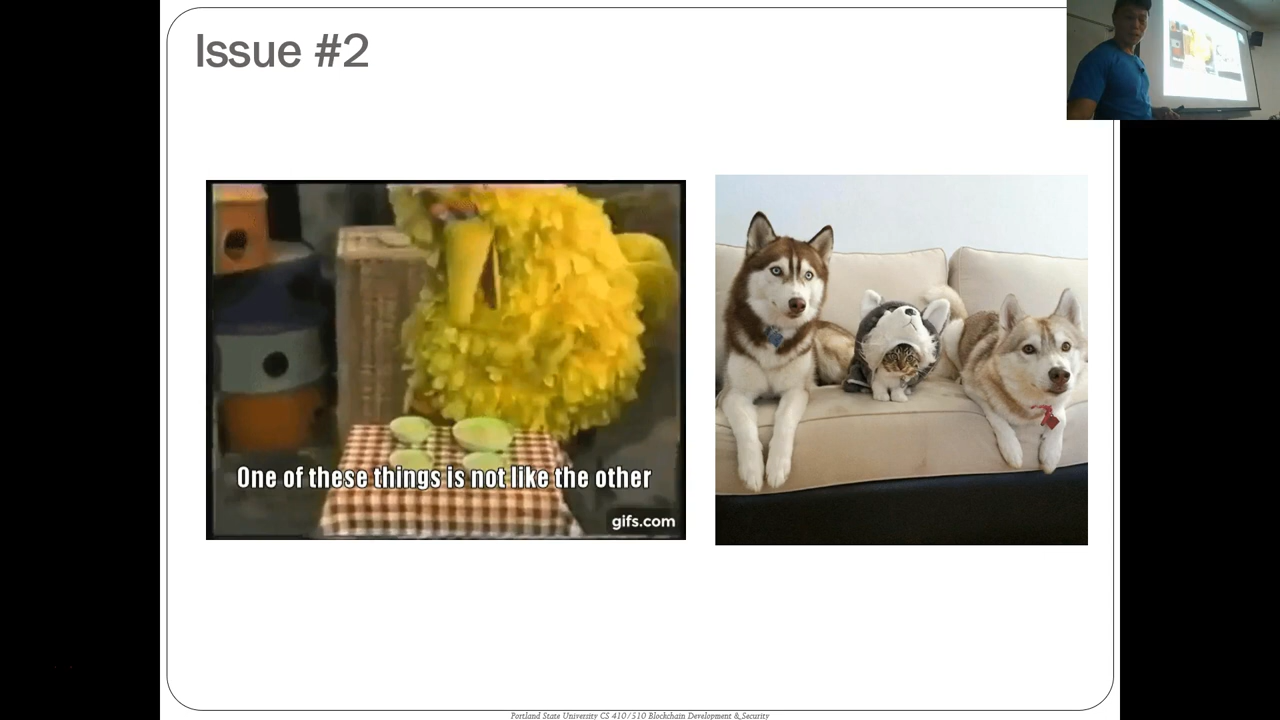 Issue #2
One of these things is not like the other
gifs.com
Portland State University CS 410/510 Blockchain Development & Security